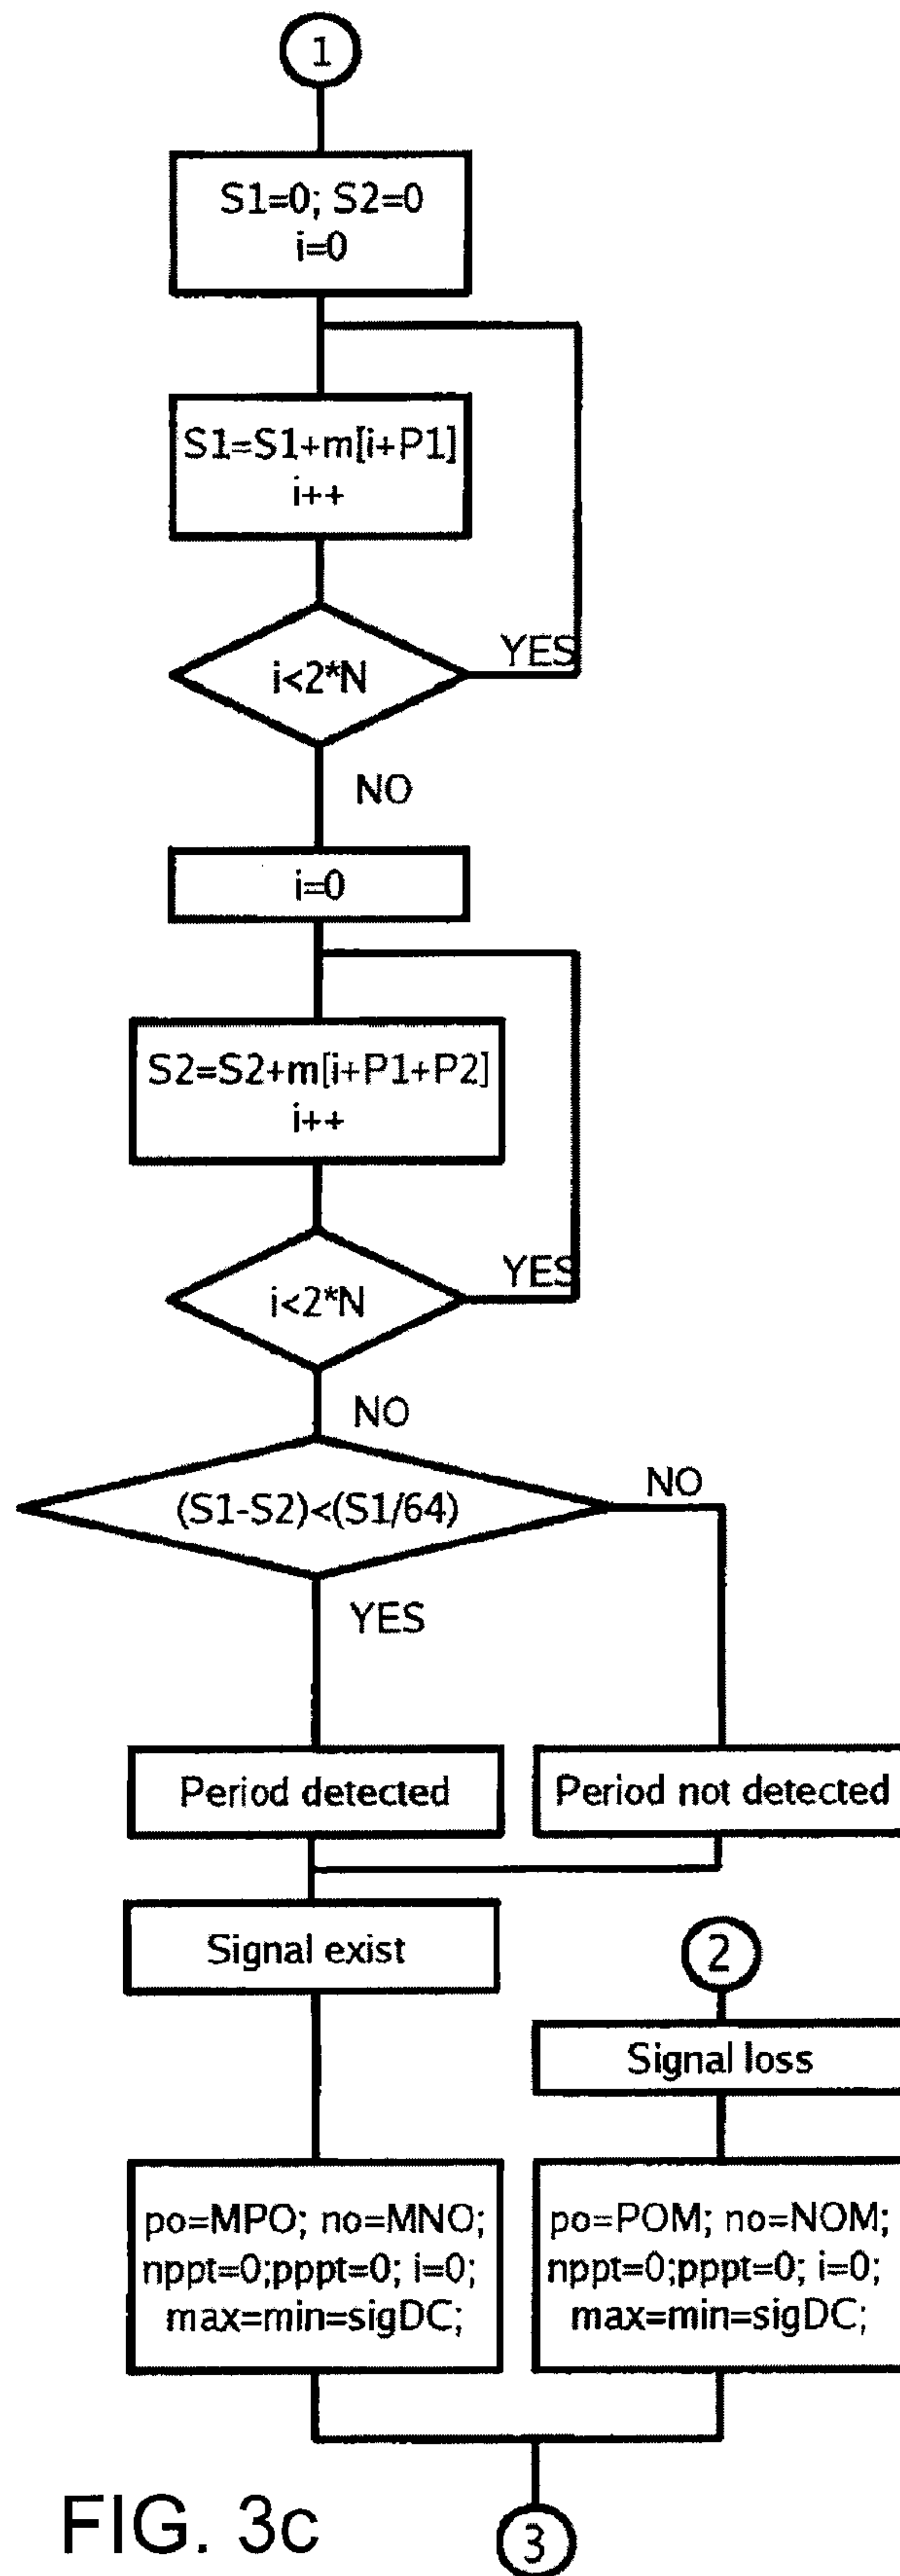 1
S1=0; S2=0
i=0
S1=S1+m[i+P1]
i++
i<2*N
YES
NO
i=0
S2=S2+m[i+P1+P2]
i++
i<2*N
YES
NO
(S1-S2)<(S1/64)
NO
YES
Period detected
Period not detected
Signal exist
2
Signal loss
po=MPO; no=MNO;
nppt=0;pppt=0; i=0;
max=min=sigDC;
po=POM; no=NOM;
nppt=0;pppt=0; i=0;
max=min=sigDC;
FIG. 3c
3